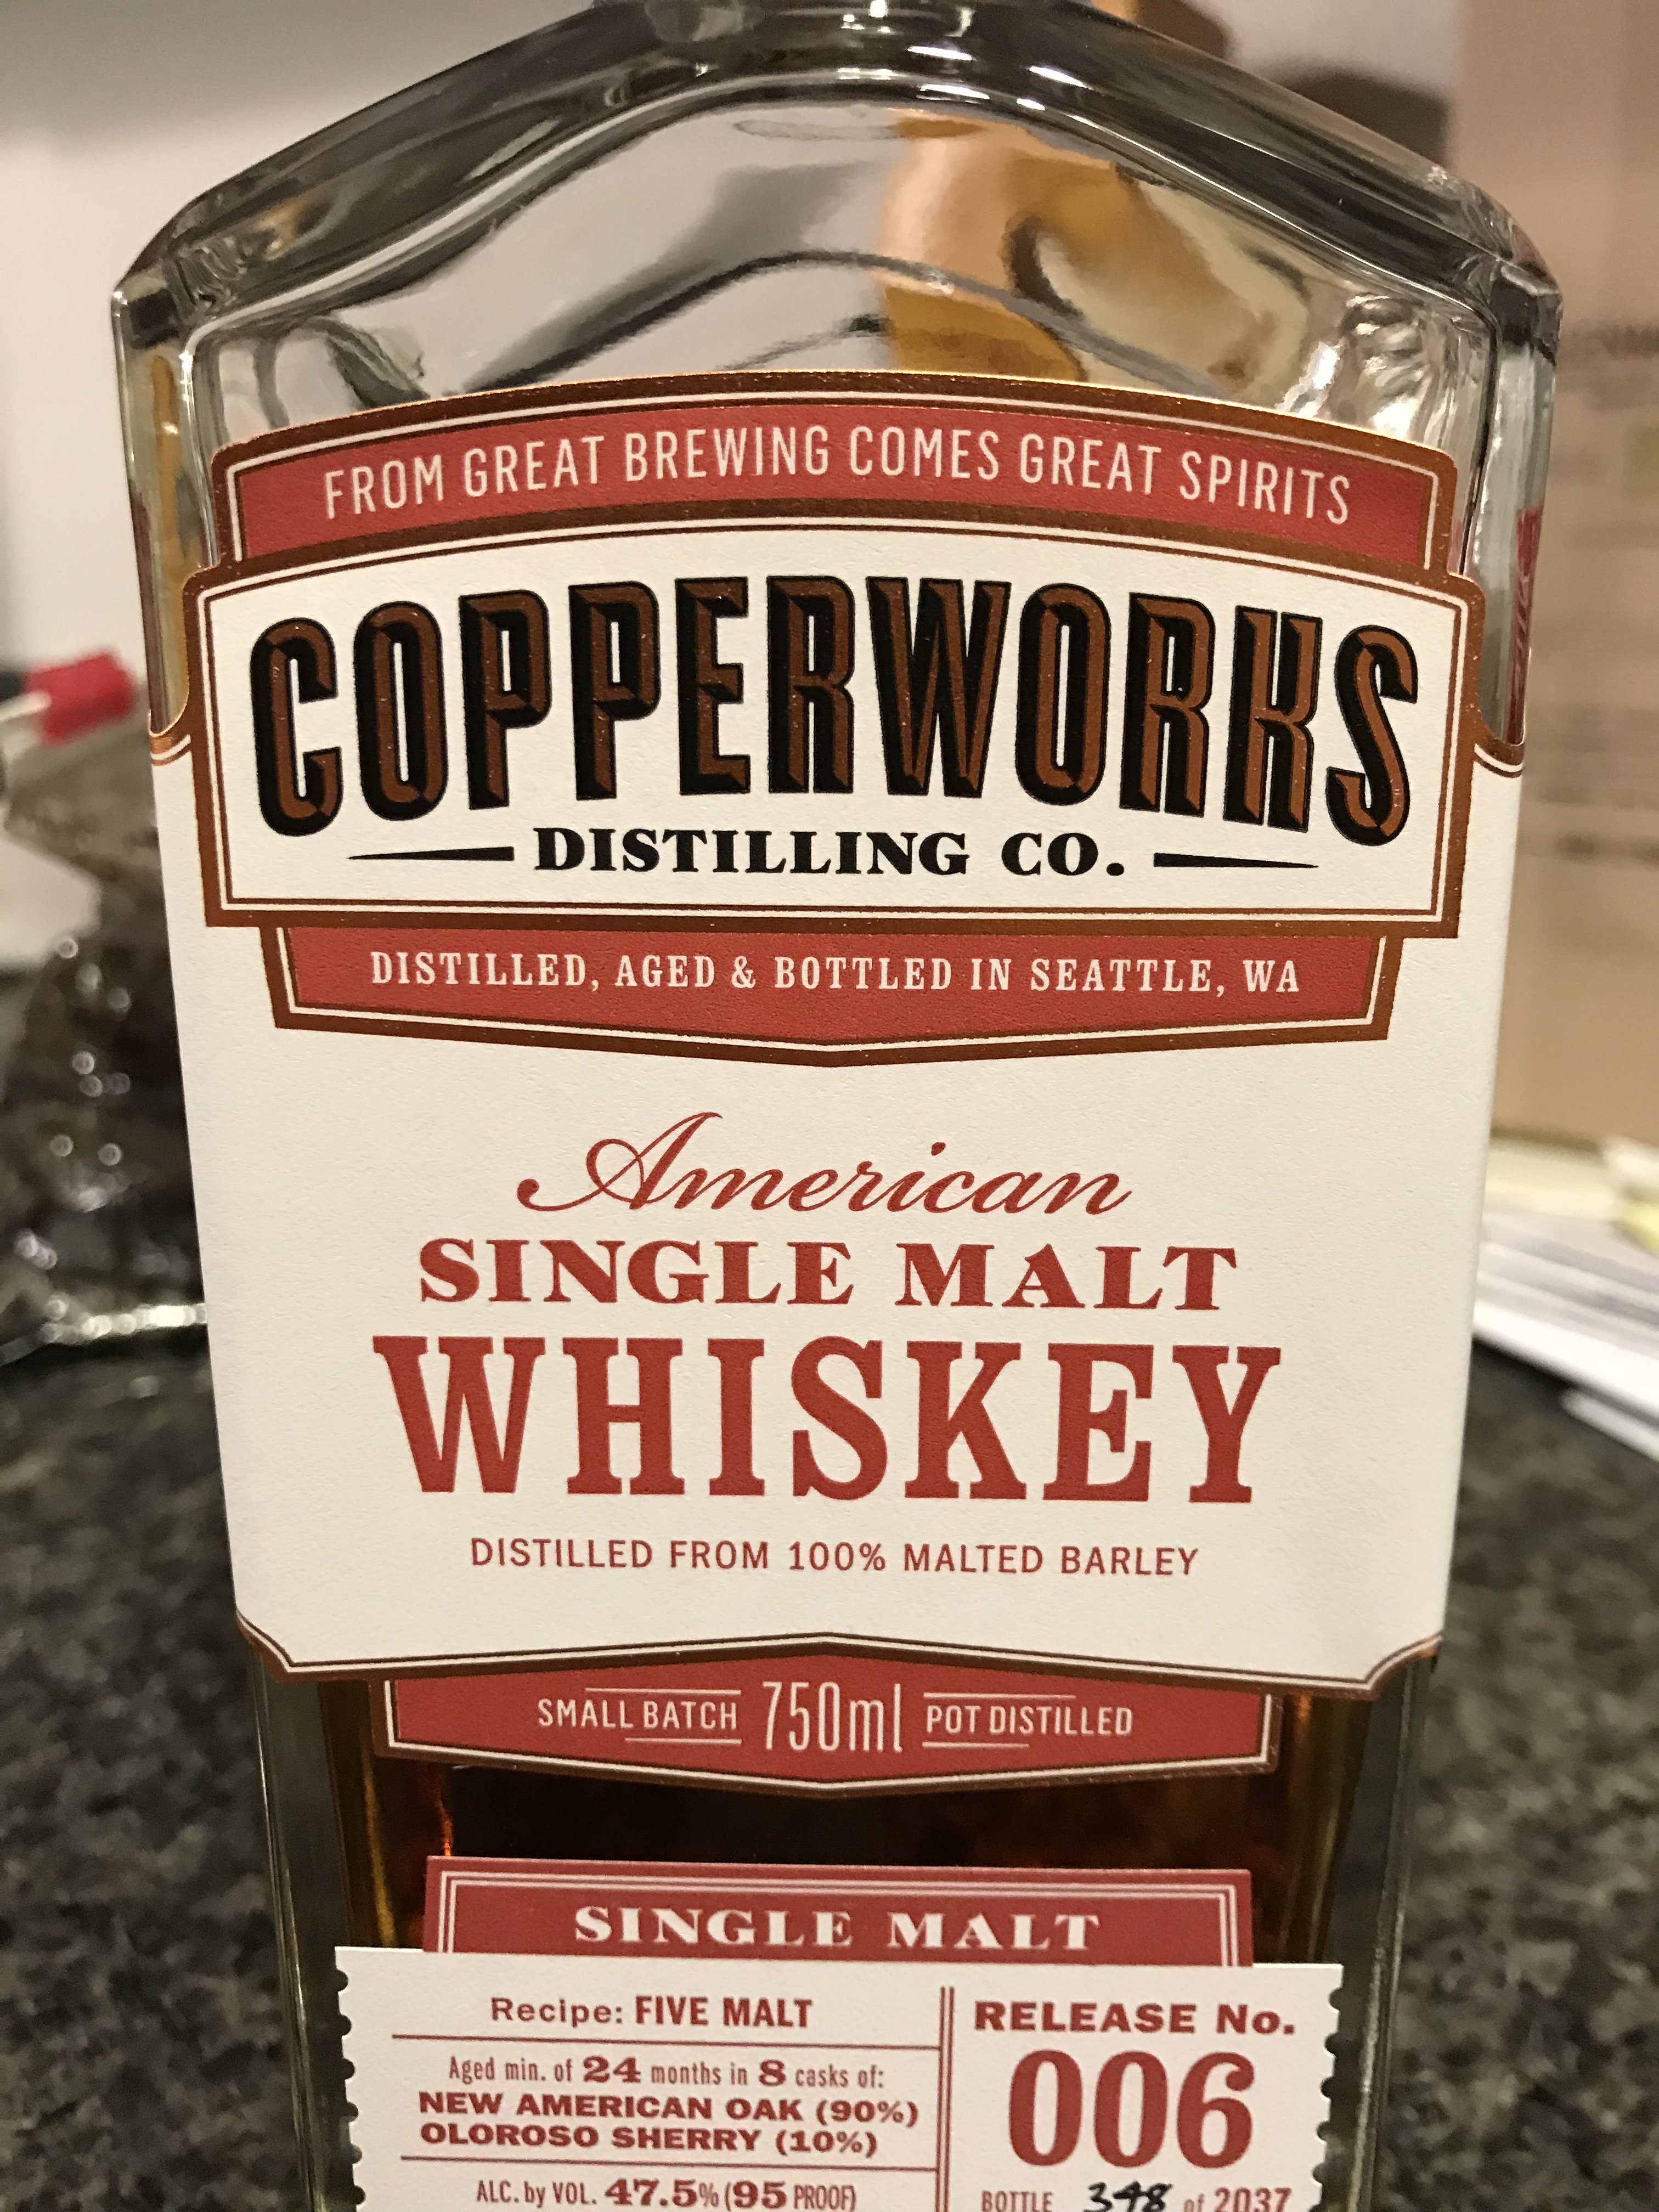 FROM GREAT BREWING COMES GREAT SPIRITS
COPPERWORKS
DISTILLING CO.
DISTILLED, AGED & BOTTLED IN SEATTLE, WA
American
SINGLE MALT
WHISKEY
DISTILLED FROM 100% MALTED BARLEY
SMALL BATCH 750ml POT DISTILLED
SINGLE MALT
Recipe: FIVE MALT
Aged min. of 24 months in 8 casks of:
NEW AMERICAN OAK (90%)
OLOROSO SHERRY (10%)
ALC. by VOL. 47.5% (95 PROOF)
RELEASE No.
006
BOTTLE 348 of 2037